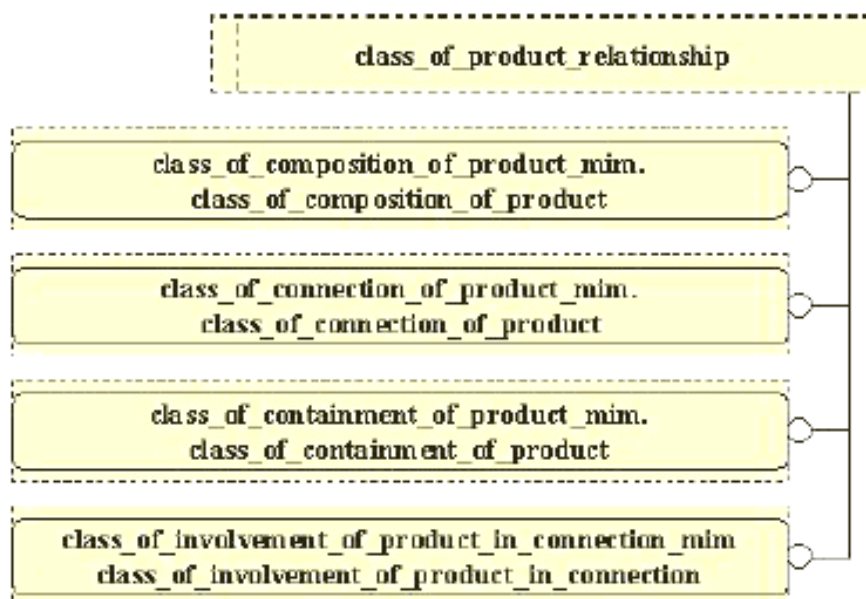 class_of_product_relationship
class_of_composition_of_product_mim.
class_of_composition_of_product
class_of_connection_of_product_mim.
class_of_connection_of_product
class_of_containment_of_product_mim.
class_of_containment_of_product
class_of_involvement_of_product_in_connection_mim
class_of_involvement_of_product_in_connection